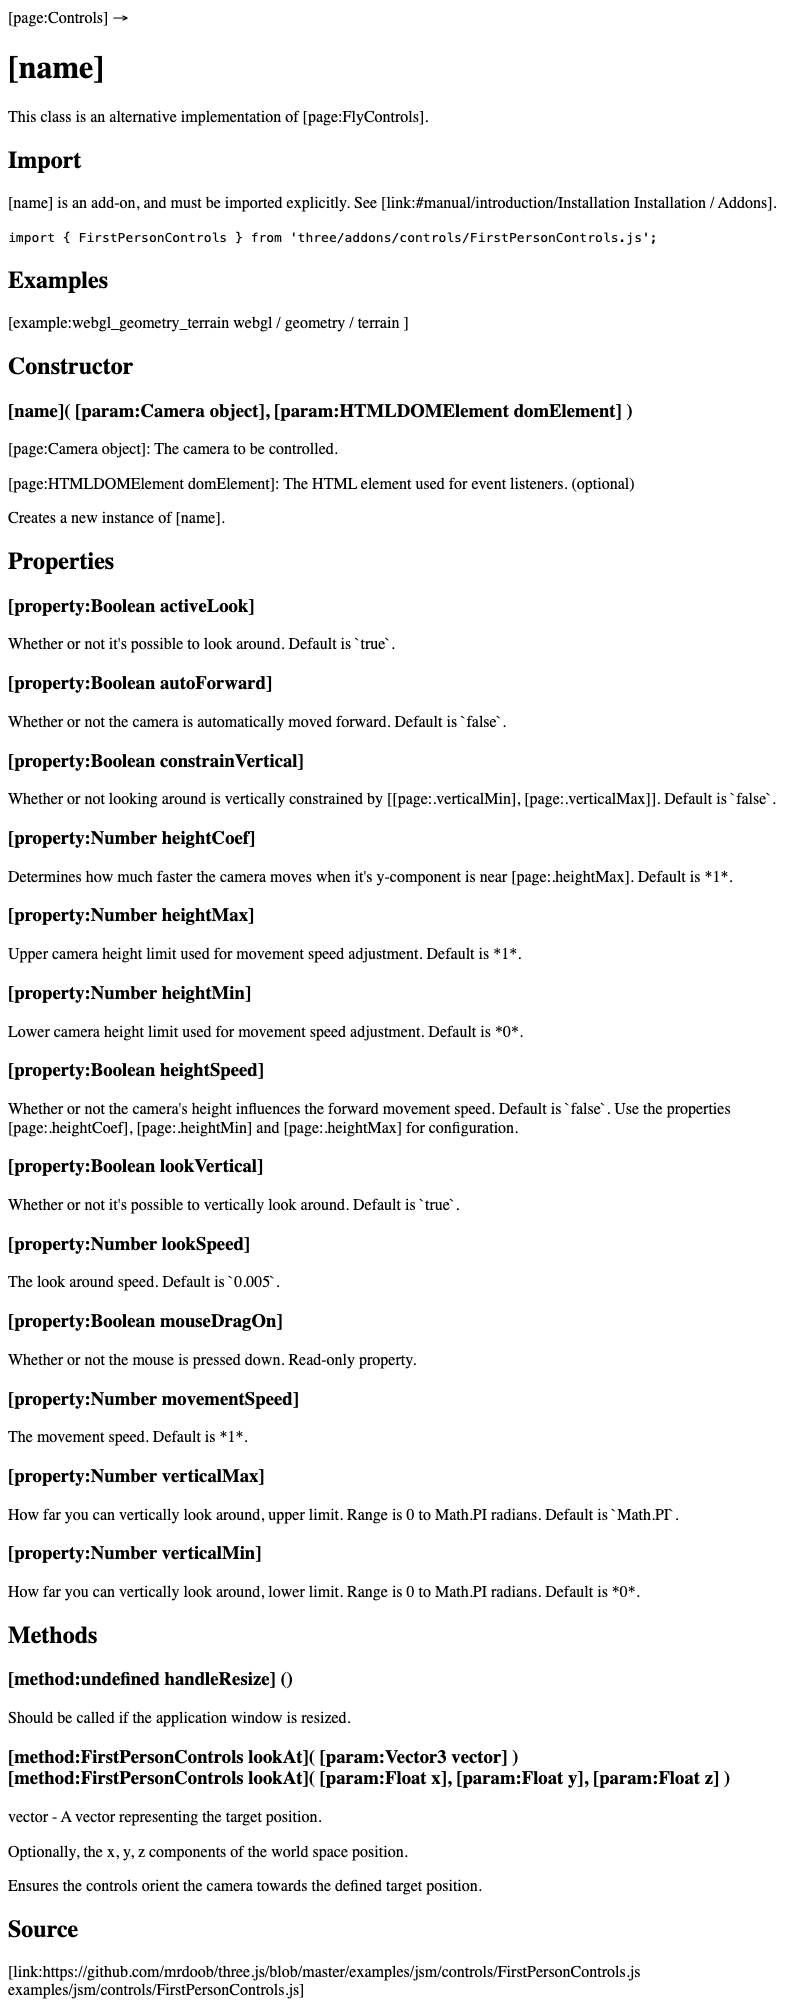 [page:Controls] →
[name]
This class is an alternative implementation of [page:FlyControls].
Import
[name] is an add-on, and must be imported explicitly. See [link:#manual/introduction/Installation Installation / Addons].
import { FirstPersonControls } from 'three/addons/controls/FirstPersonControls.js';
Examples
[example:webgl_geometry_terrain webgl / geometry / terrain ]
Constructor
[name]( [param:Camera object], [param:HTMLDOMElement domElement] )
[page:Camera object]: The camera to be controlled.
[page:HTMLDOMElement domElement]: The HTML element used for event listeners. (optional)
Creates a new instance of [name].
Properties
[property:Boolean activeLook]
Whether or not it's possible to look around. Default is `true`.
[property:Boolean autoForward]
Whether or not the camera is automatically moved forward. Default is `false`.
[property:Boolean constrainVertical]
Whether or not looking around is vertically constrained by [[page:.verticalMin], [page:.verticalMax]]. Default is `false`.
[property:Number heightCoef]
Determines how much faster the camera moves when it's y-component is near [page:.heightMax]. Default is *1*.
[property:Number heightMax]
Upper camera height limit used for movement speed adjustment. Default is *1*.
[property:Number heightMin]
Lower camera height limit used for movement speed adjustment. Default is *0*.
[property:Boolean heightSpeed]
Whether or not the camera's height influences the forward movement speed. Default is `false`. Use the properties
[page:.heightCoef], [page:.heightMin] and [page:.heightMax] for configuration.
[property:Boolean lookVertical]
Whether or not it's possible to vertically look around. Default is `true`.
[property:Number lookSpeed]
The look around speed. Default is `0.005`.
[property:Boolean mouseDragOn]
Whether or not the mouse is pressed down. Read-only property.
[property:Number movementSpeed]
The movement speed. Default is *1*.
[property:Number verticalMax]
How far you can vertically look around, upper limit. Range is 0 to Math.PI radians. Default is `Math.PI`.
[property:Number verticalMin]
How far you can vertically look around, lower limit. Range is 0 to Math.PI radians. Default is *0*.
Methods
[method:undefined handleResize] ()
Should be called if the application window is resized.
[method:FirstPersonControls lookAt]( [param:Vector3 vector] )
[method:FirstPersonControls lookAt]( [param:Float x], [param:Float y], [param:Float z] )
vector - A vector representing the target position.
Optionally, the x, y, z components of the world space position.
Ensures the controls orient the camera towards the defined target position.
Source
[link:https://github.com/mrdoob/three.js/blob/master/examples/jsm/controls/FirstPersonControls.js
examples/jsm/controls/FirstPersonControls.js]